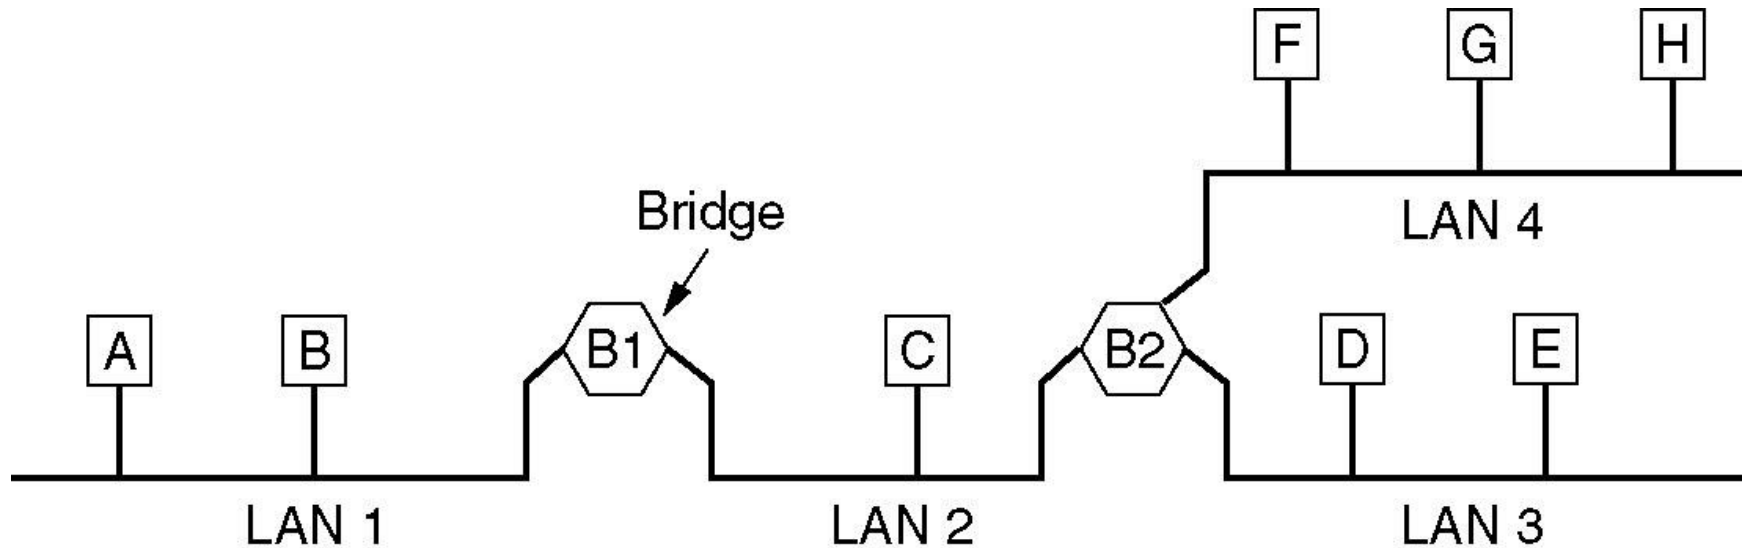 F G H
LAN 4
Bridge
A B B1 C B2 D E
LAN 1 LAN 2 LAN 3